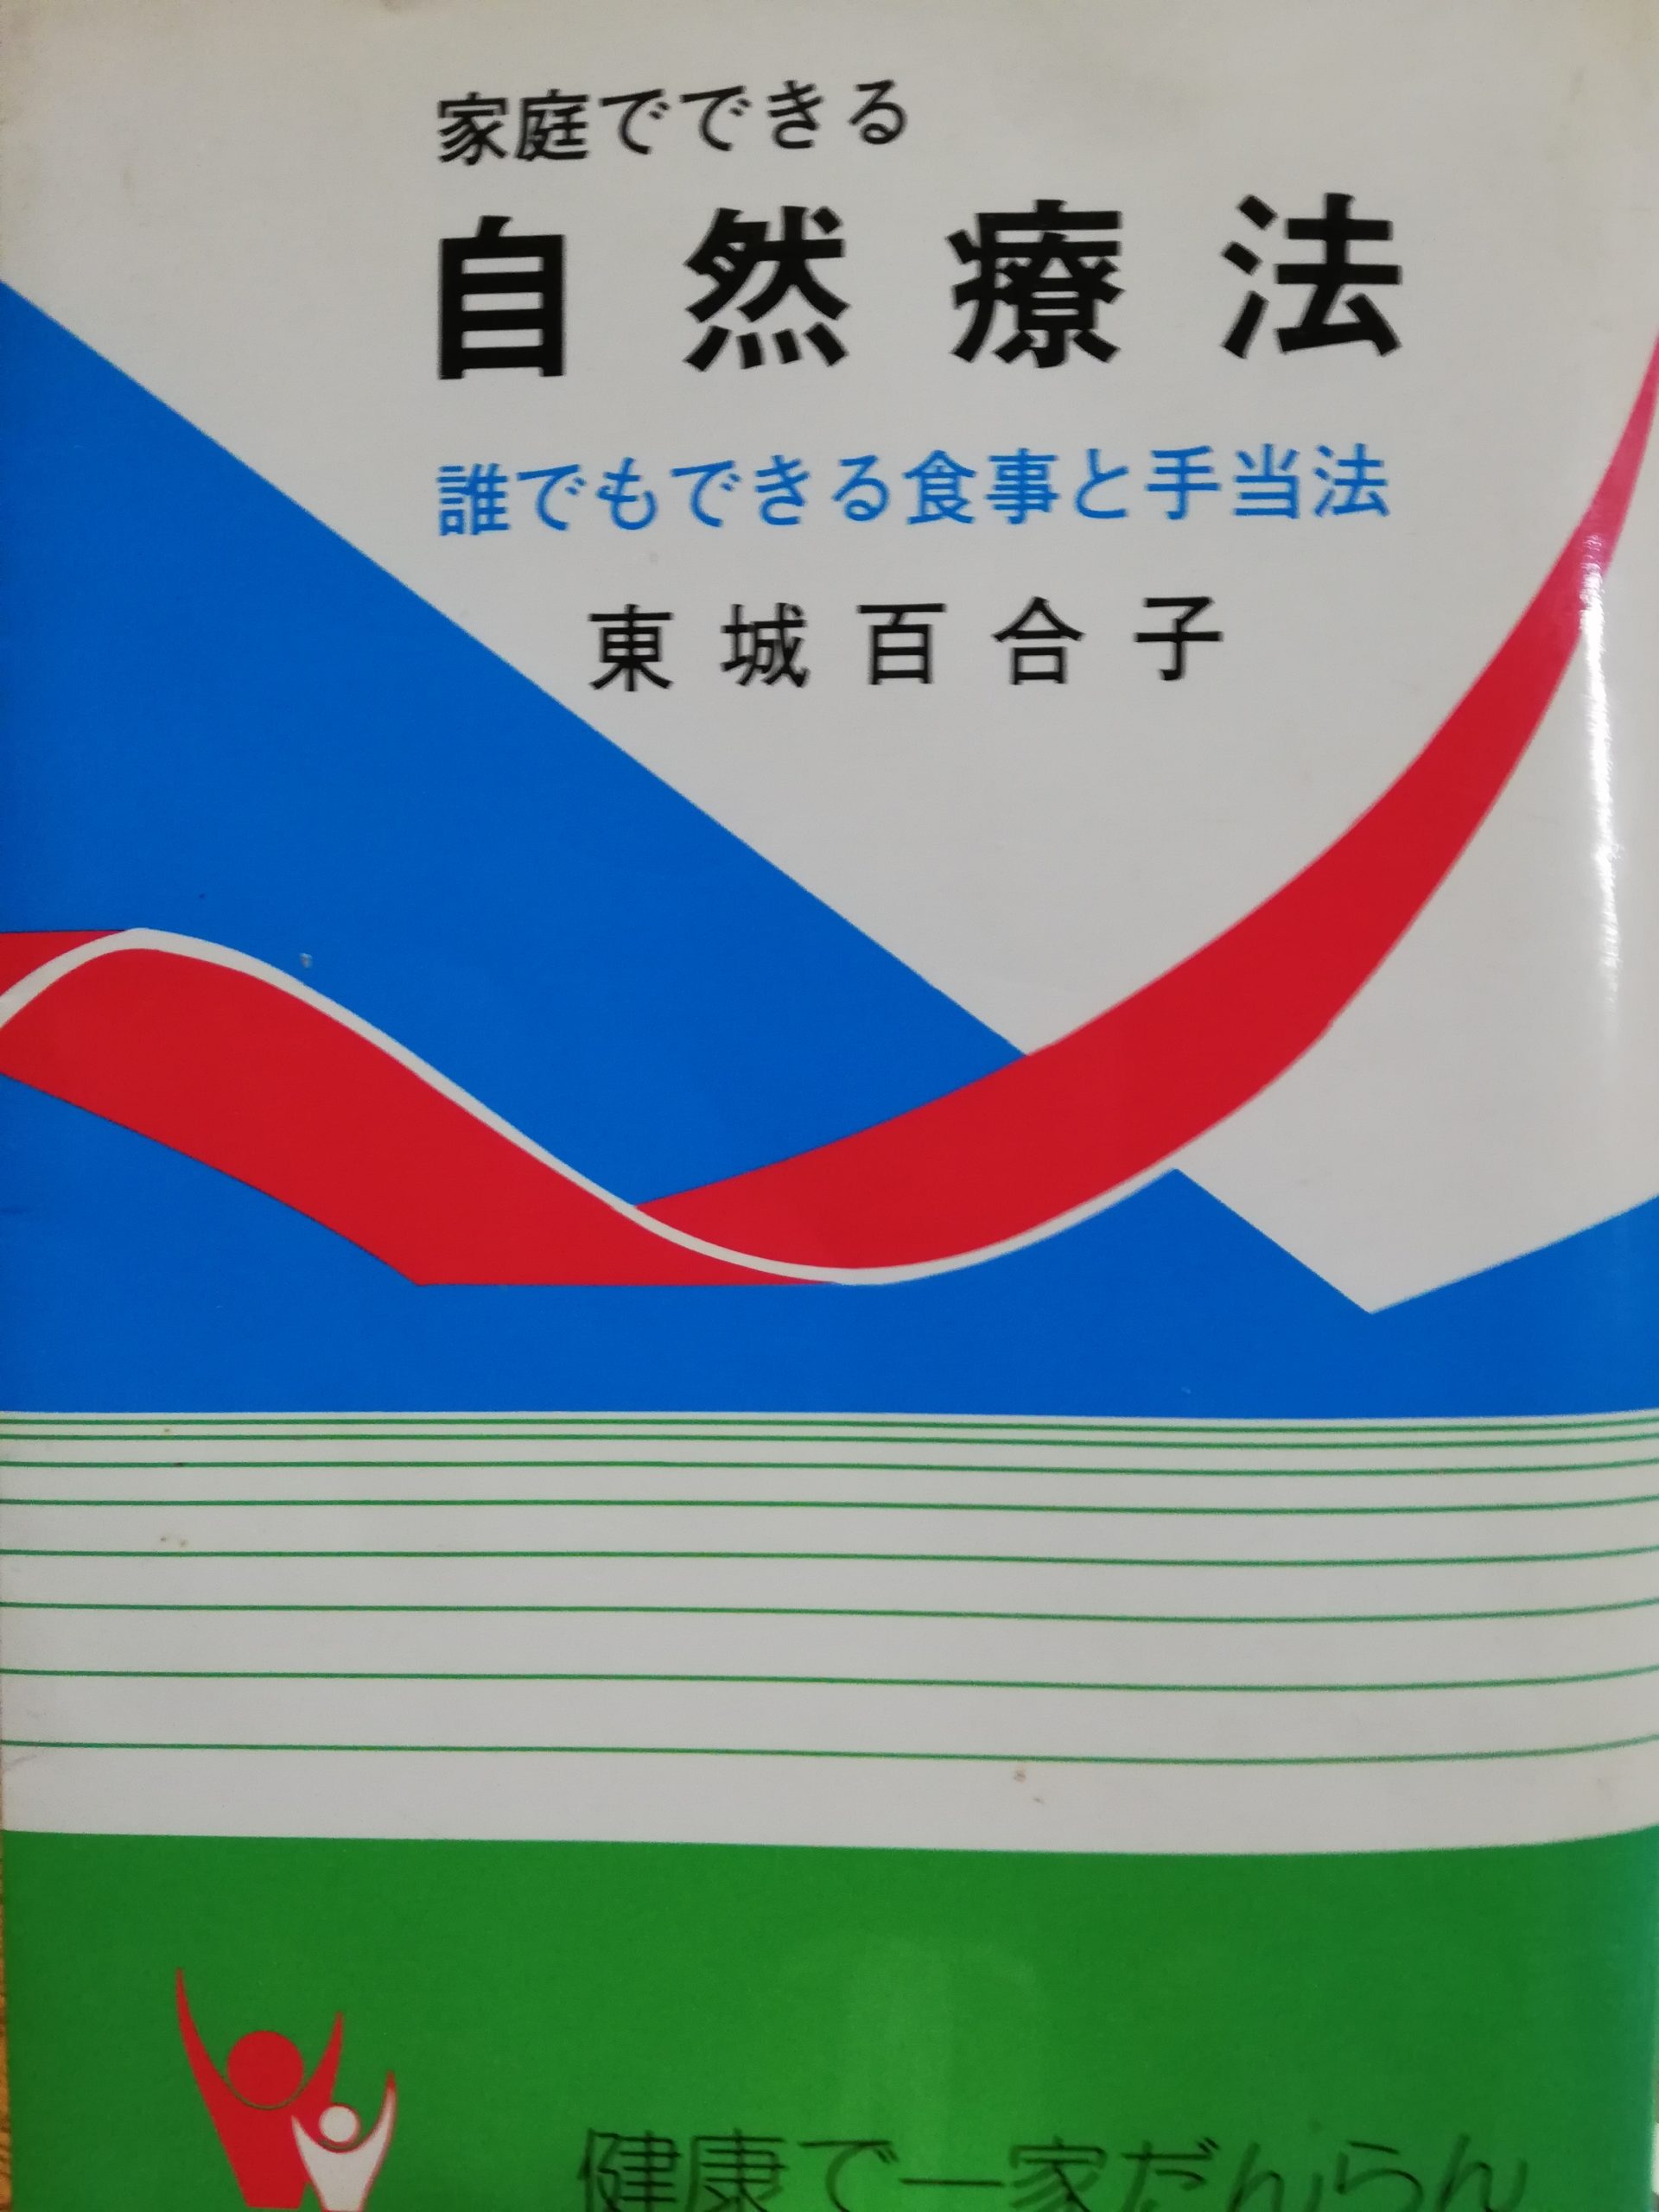 家庭でできる
自然療法
誰でもできる食事と手当法
東城百合子
健康で一家だんらん